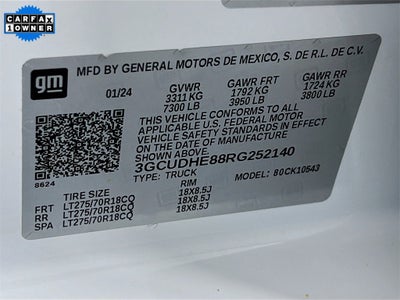 CARFAX
1 OWNER
gm
MFD BY GENERAL MOTORS DE MEXICO, S. DE R.L. DE C.V.
01/24 GVWR GAWR FRT GAWR RR
3311 KG 1792 KG 1724 KG
7300 LB 3950 LB 3800 LB
THIS VEHICLE CONFORMS TO ALL
APPLICABLE U.S. FEDERAL MOTOR
VEHICLE SAFETY STANDARDS IN
EFFECT ON THE DATE OF
MANUFACTURE SHOWN ABOVE.
3GCUDHE88RG252140
8624 TYPE: TRUCK MODEL: 80CK10543
TIRE SIZE RIM
FRT LT275/70R18CQ 18X8.5J
RR LT275/70R18CQ 18X8.5J
SPA LT275/70R18CQ 18X8.5J